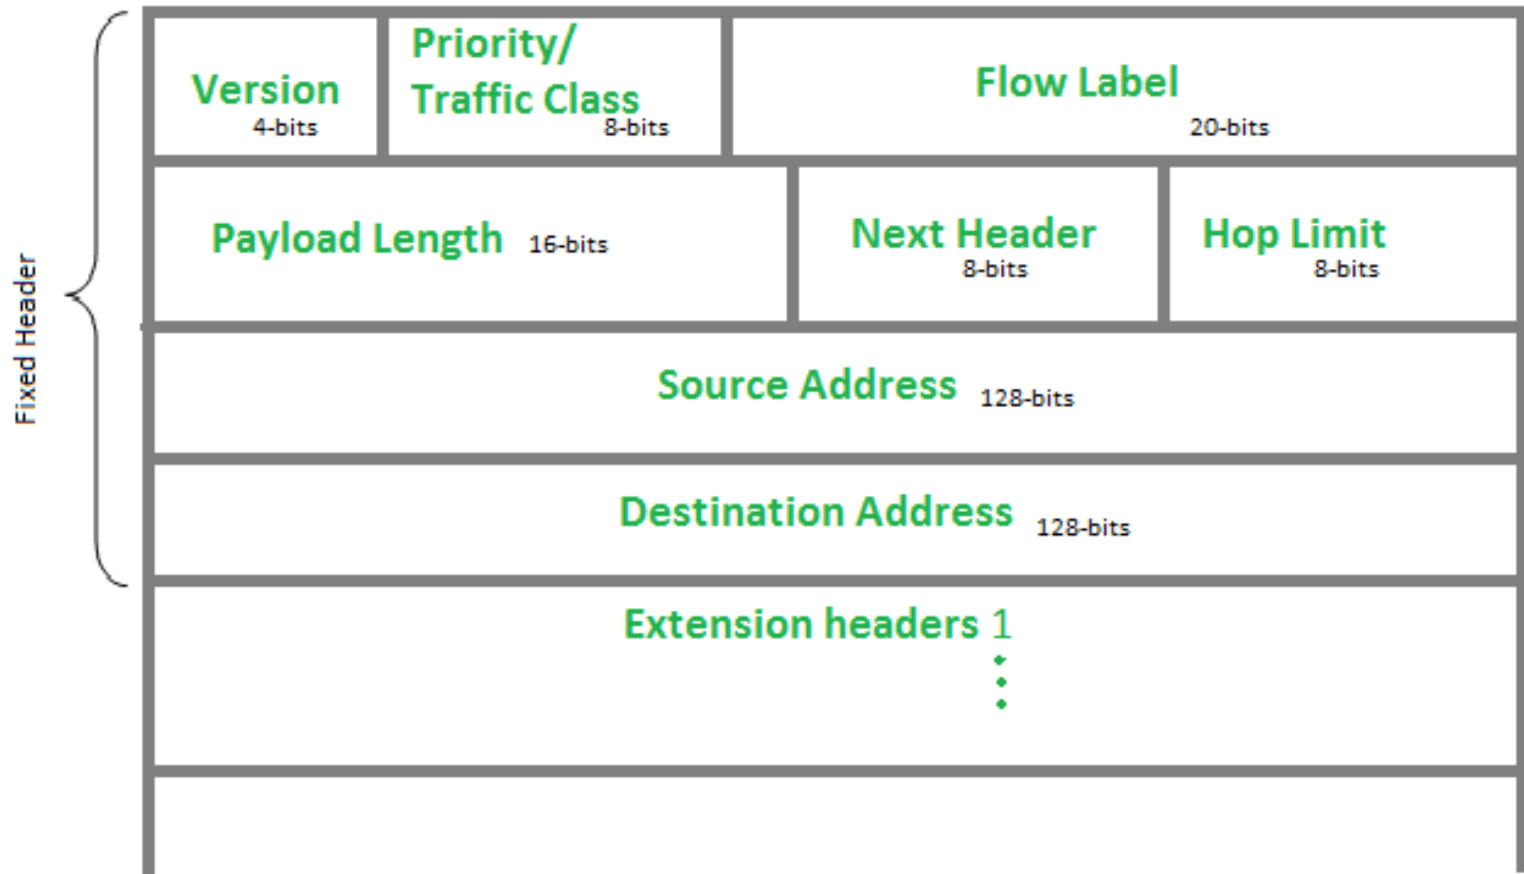 Fixed Header
Version
4-bits
Priority/
Traffic Class
8-bits
Flow Label
20-bits
Payload Length 16-bits
Next Header
8-bits
Hop Limit
8-bits
Source Address 128-bits
Destination Address 128-bits
Extension headers 1